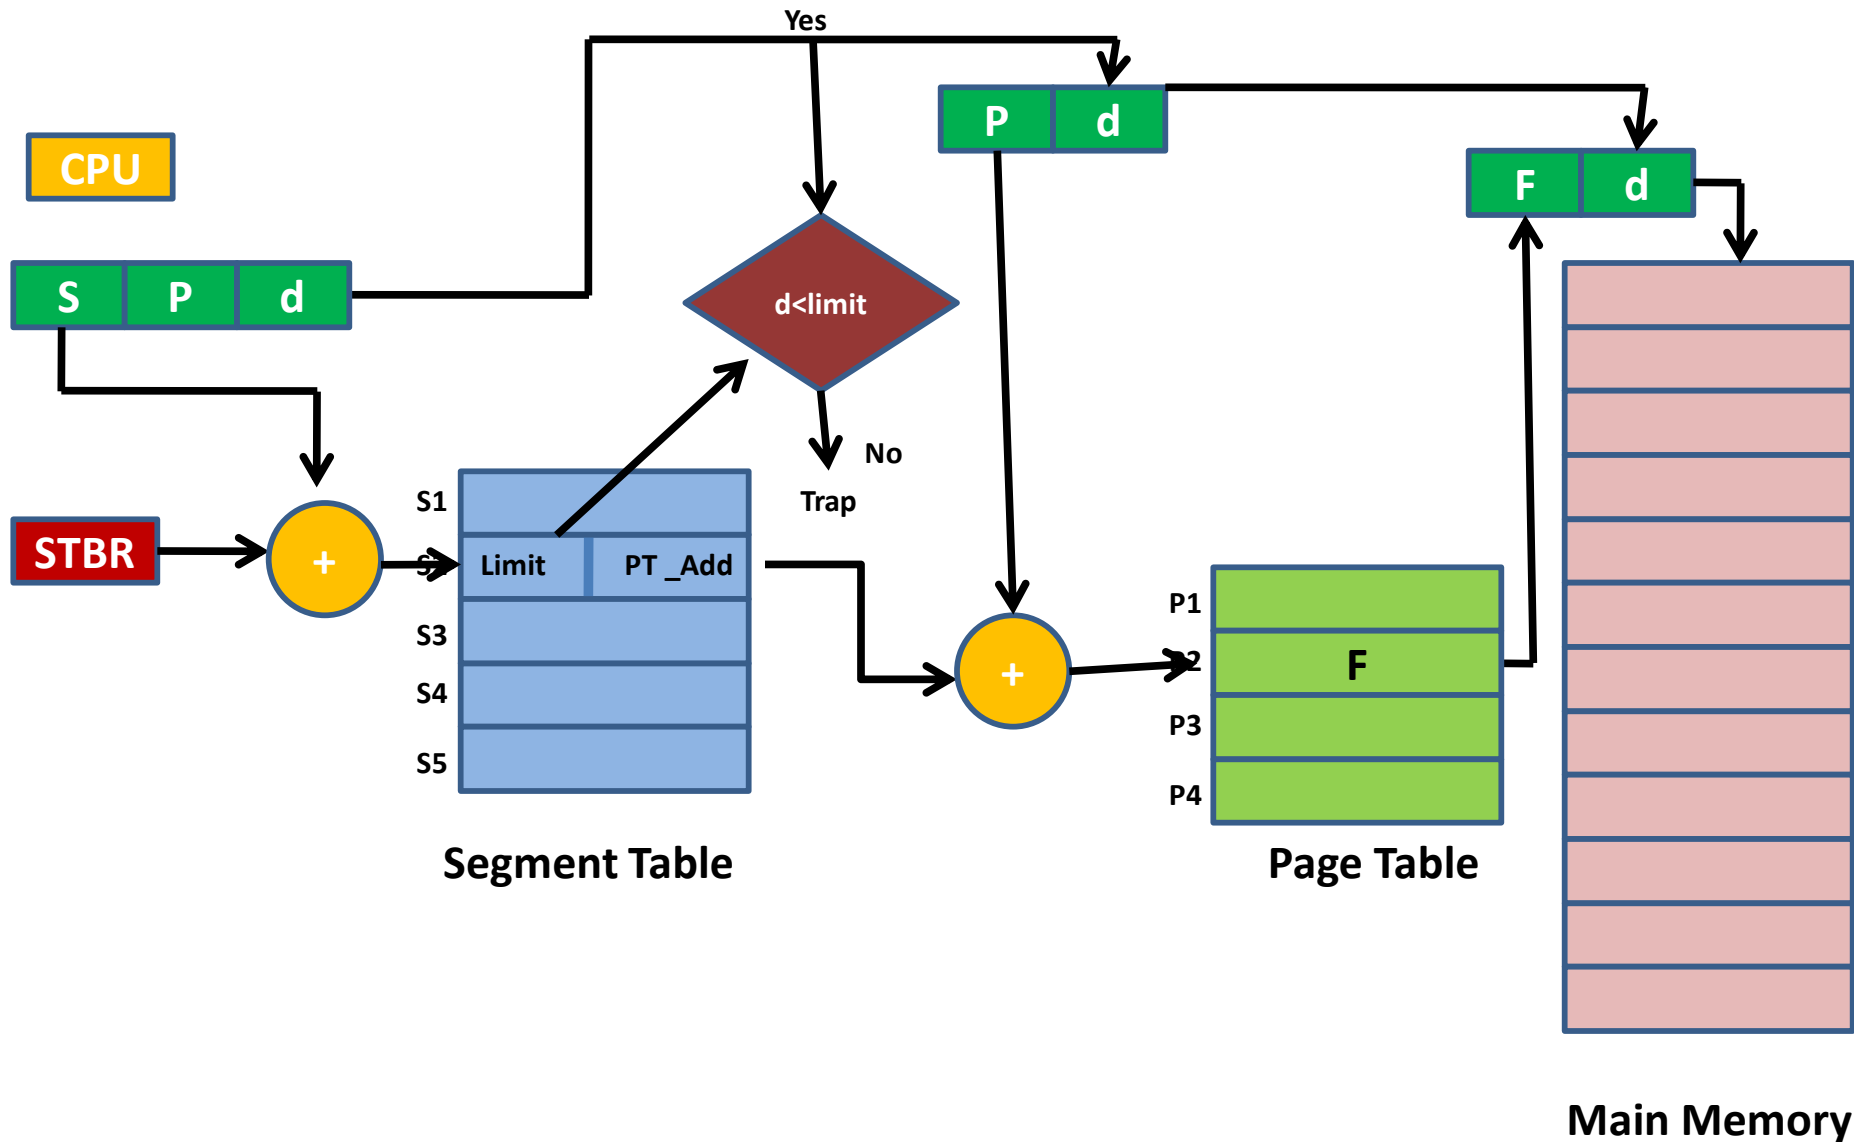 Yes
P d
CPU
F d
S P d
d<limit
No
S1
Trap
STBR
+
Limit PT _Add
P1
S3
+
F
S4
P3
S5
P4
Segment Table
Page Table
Main Memory